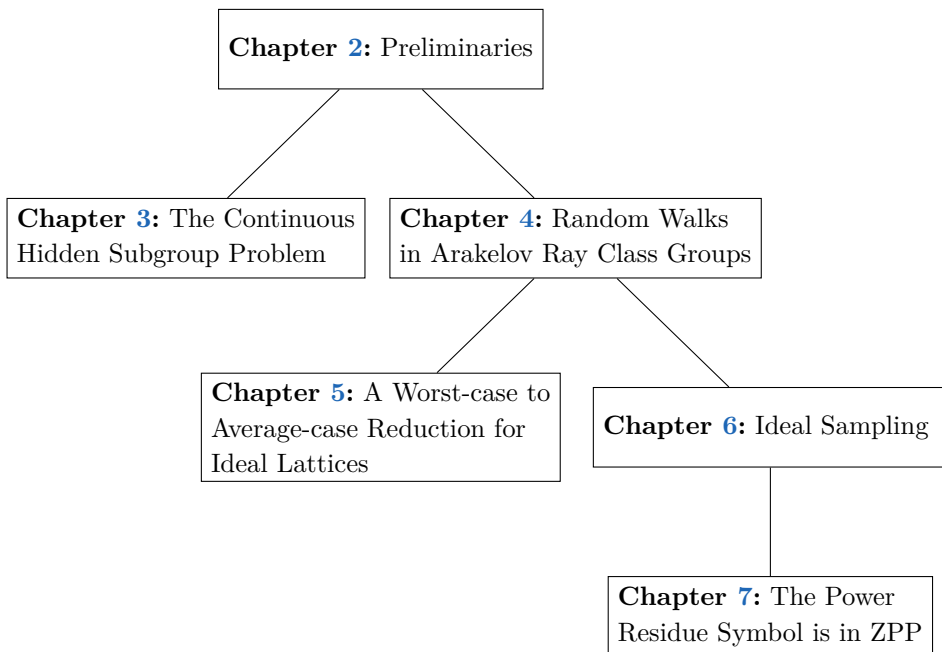 Chapter 2: Preliminaries
Chapter 3: The Continuous
Hidden Subgroup Problem
Chapter 4: Random Walks
in Arakelov Ray Class Groups
Chapter 5: A Worst-case to
Average-case Reduction for
Ideal Lattices
Chapter 6: Ideal Sampling
Chapter 7: The Power
Residue Symbol is in ZPP